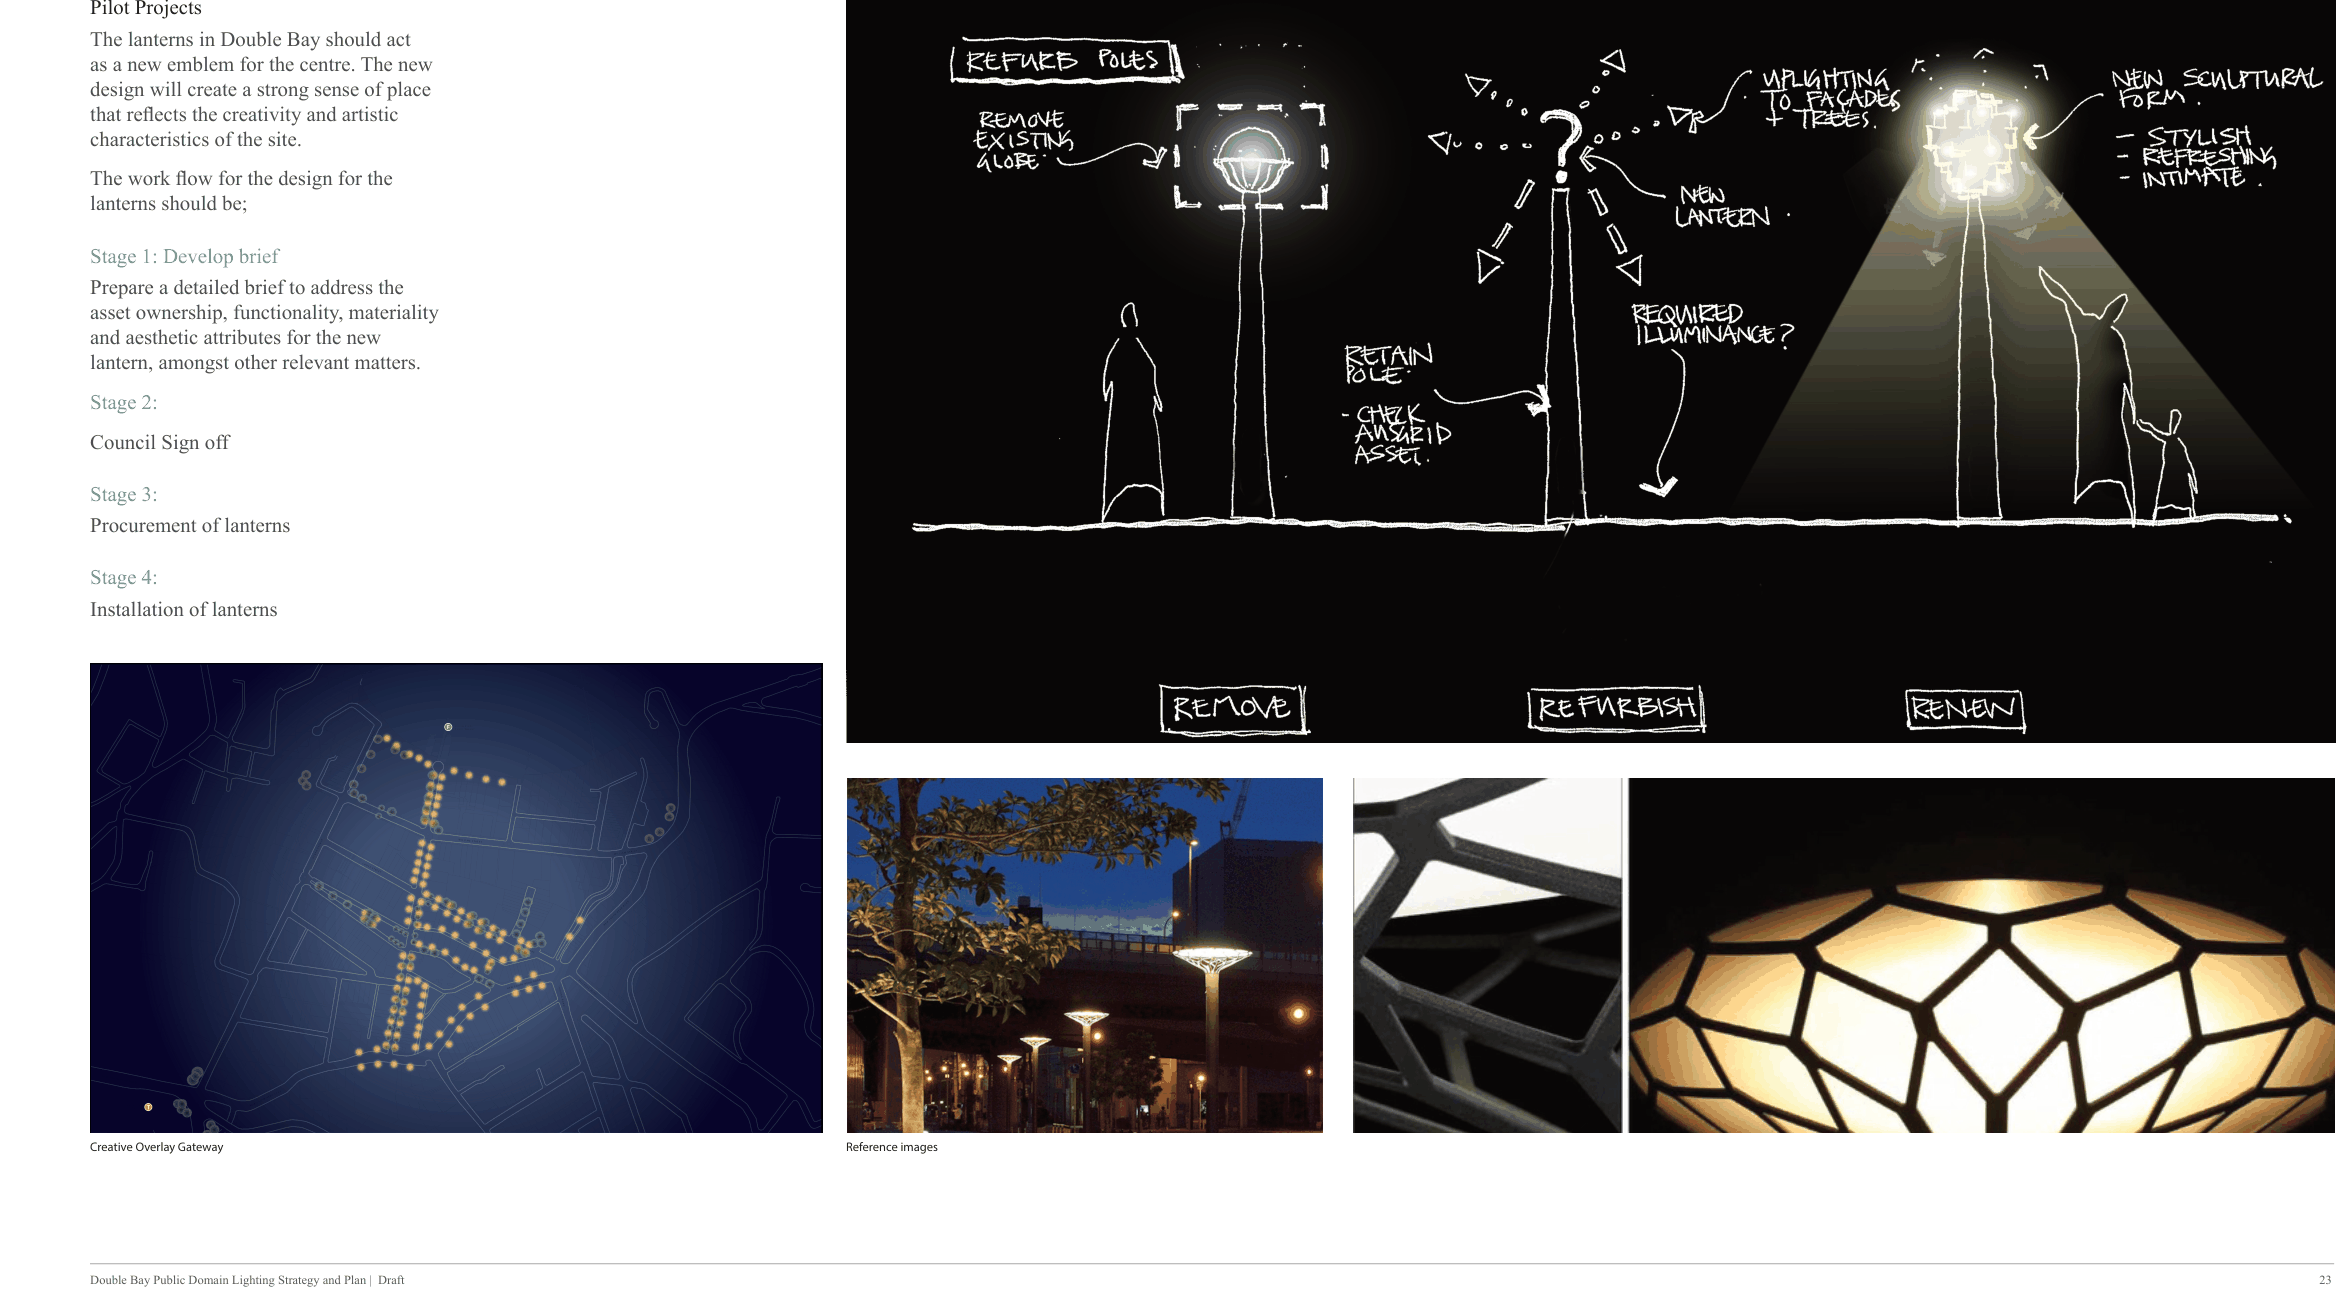 Pilot Projects
The lanterns in Double Bay should act
as a new emblem for the centre. The new
design will create a strong sense of place
that reflects the creativity and artistic
characteristics of the site.
The work flow for the design for the
lanterns should be;
Stage 1: Develop brief
Prepare a detailed brief to address the
asset ownership, functionality, materiality
and aesthetic attributes for the new
lantern, amongst other relevant matters.
Stage 2:
Council Sign off
Stage 3:
Procurement of lanterns
Stage 4:
Installation of lanterns
REFURB POLES
REMOVE
EXISTING
GLOBE
?
UPLIGHTING
TO FAÇADES
+ TREES.
NEW
LANTERN.
REQUIRED
ILLUMINANCE?
RETAIN
POLE
- CHECK
AUSGRID
ASSET.
NEW SCULPTURAL
FORM.
- STYLISH
- REFRESHING
- INTIMATE.
REMOVE
REFURBISH
RENEW
Creative Overlay Gateway
Reference images
Double Bay Public Domain Lighting Strategy and Plan | Draft
23